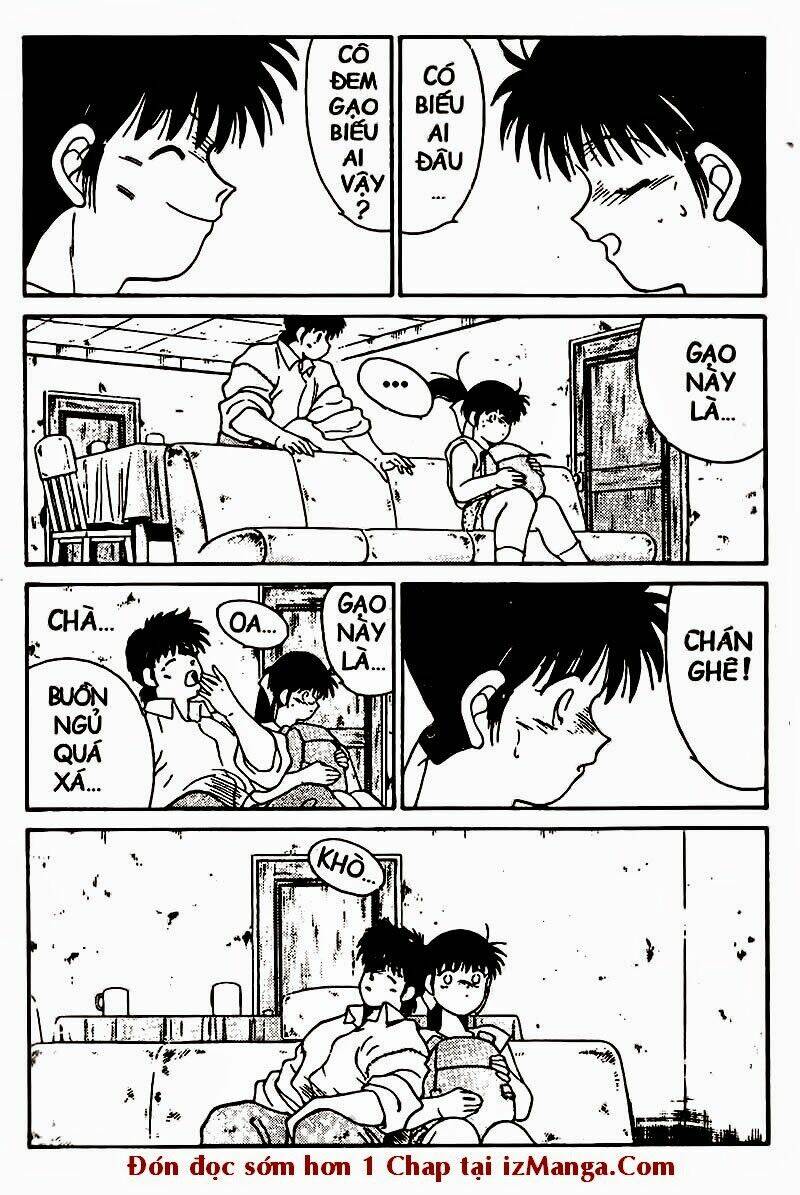 CÔ
ĐEM
GẠO
BIẾU
AI
VẬY
?
CÓ
BIẾU
AI
ĐÂU
...
...
GẠO
NÀY
LÀ...
CHÀ...
BUỒN
NGỦ
QUÁ
XÁ...
OA...
GẠO
NÀY
LÀ...
CHÁN
GHÊ!
KHÒ...
Đón đọc sớm hơn 1 Chap tại izManga.Com